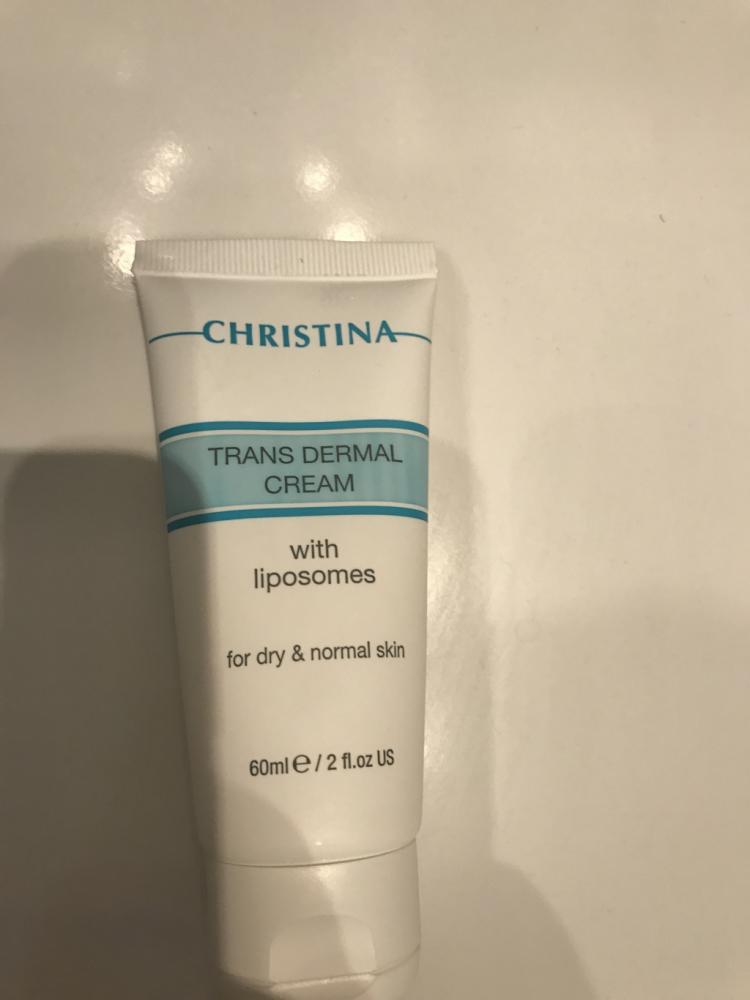 CHRISTINA
TRANS DERMAL
CREAM
with
liposomes
for dry & normal skin
60ml ℮ / 2 fl.oz US